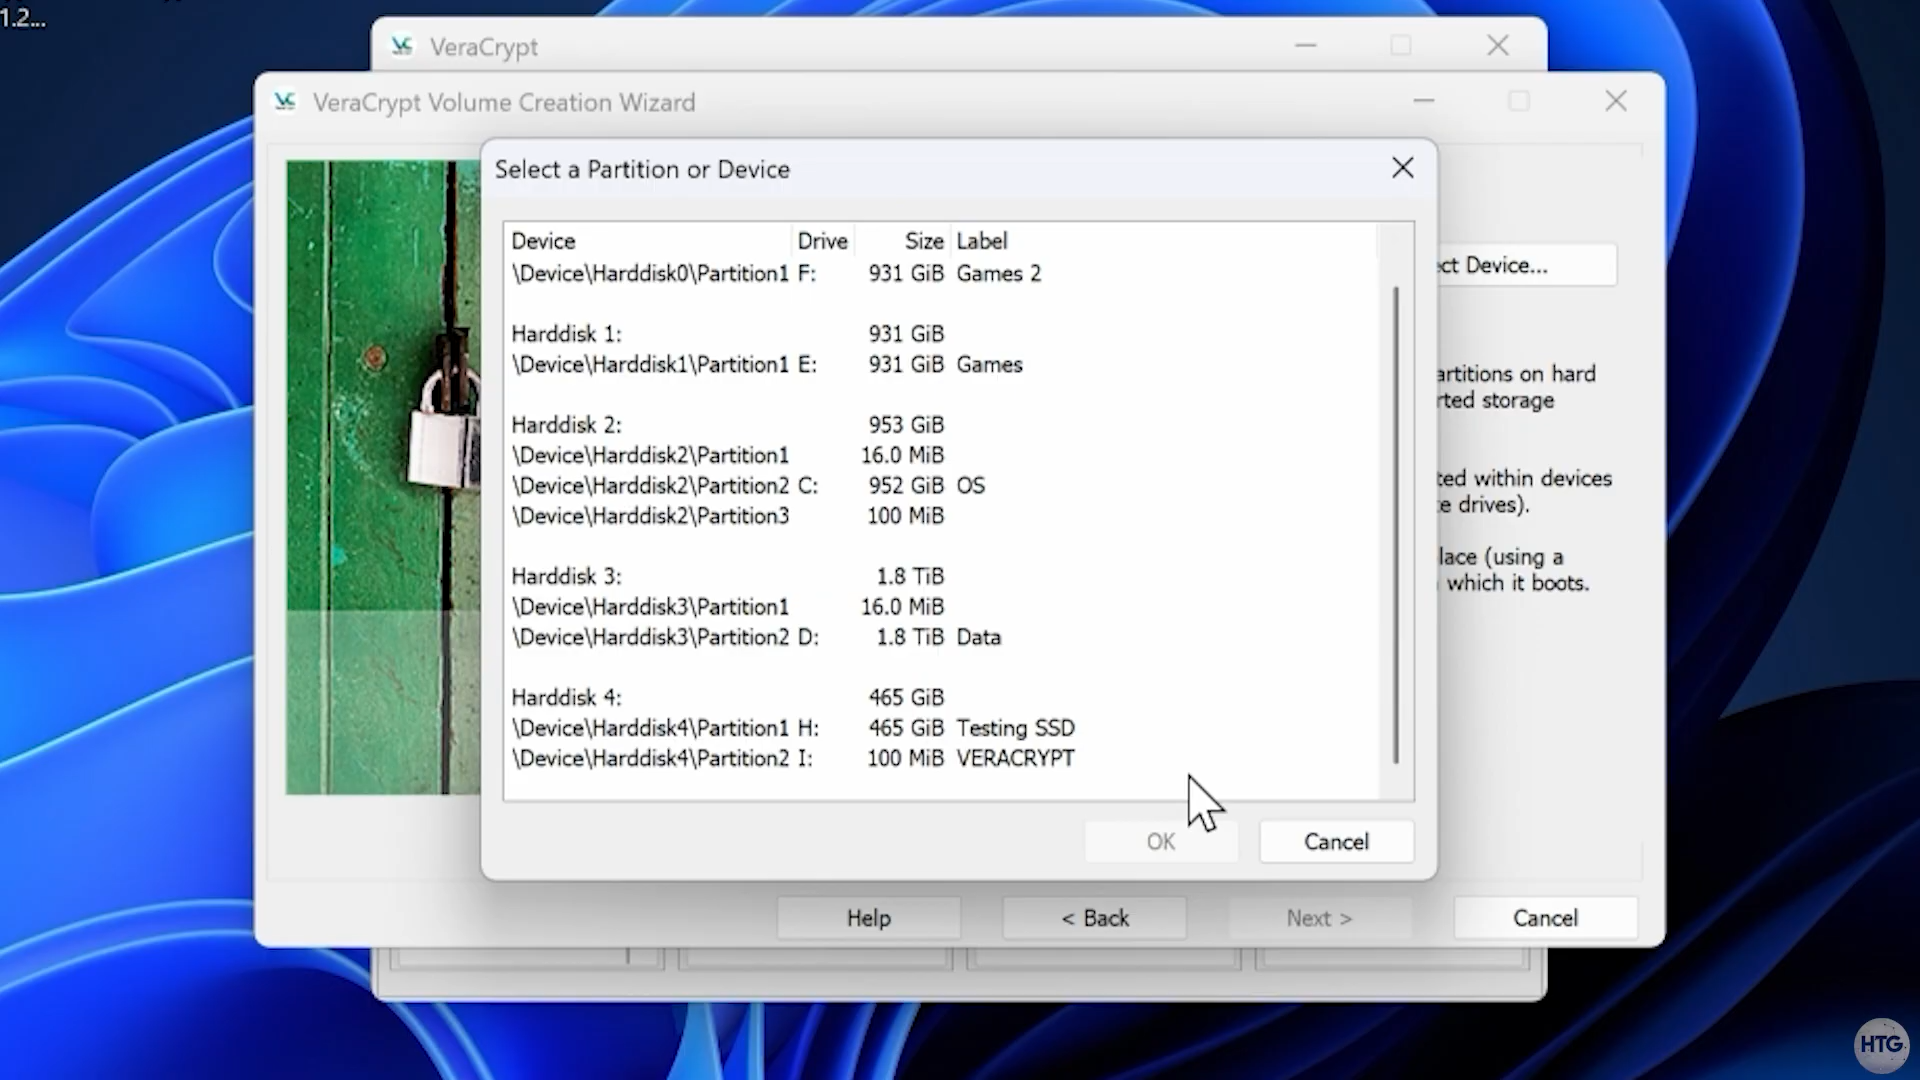 1.2...
VeraCrypt
VeraCrypt Volume Creation Wizard
Select a Partition or Device
Device Drive Size Label
\Device\Harddisk0\Partition1 F: 931 GiB Games 2
Harddisk 1: 931 GiB
\Device\Harddisk1\Partition1 E: 931 GiB Games
Harddisk 2: 953 GiB
\Device\Harddisk2\Partition1 16.0 MiB
\Device\Harddisk2\Partition2 C: 952 GiB OS
\Device\Harddisk2\Partition3 100 MiB
Harddisk 3: 1.8 TiB
\Device\Harddisk3\Partition1 16.0 MiB
\Device\Harddisk3\Partition2 D: 1.8 TiB Data
Harddisk 4: 465 GiB
\Device\Harddisk4\Partition1 H: 465 GiB Testing SSD
\Device\Harddisk4\Partition2 I: 100 MiB VERACRYPT
OK Cancel
ct Device...
artitions on hard
rted storage
ted within devices
e drives).
lace (using a
which it boots.
Help < Back Next > Cancel
HTG